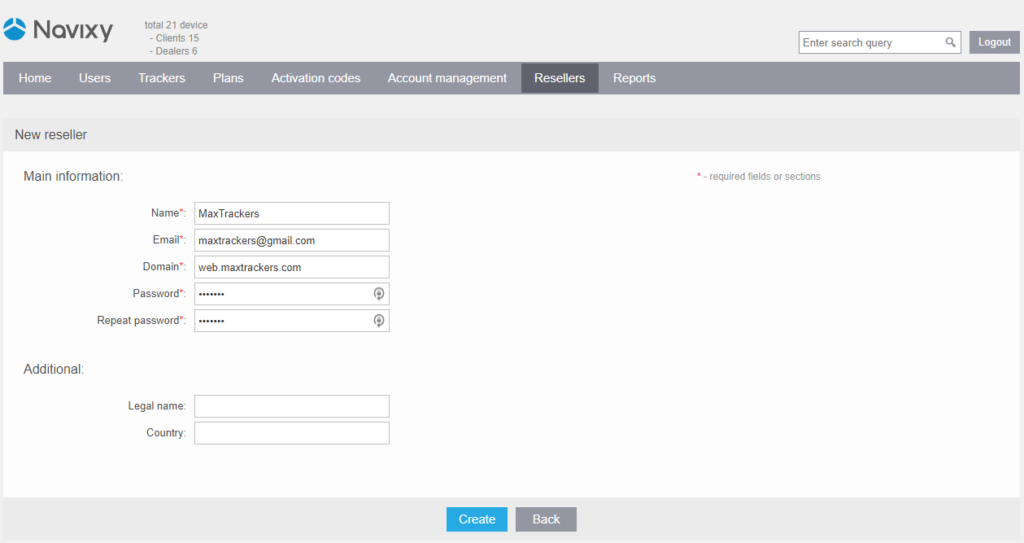 Navixy
total 21 device
- Clients 15
- Dealers 6
Enter search query
Logout
Home Users Trackers Plans Activation codes Account management Resellers Reports
New reseller
Main information:
* - required fields or sections
Name*: MaxTrackers
Email*: maxtrackers@gmail.com
Domain*: web.maxtrackers.com
Password*: •••••••
Repeat password*: •••••••
Additional:
Legal name:
Country:
Create Back